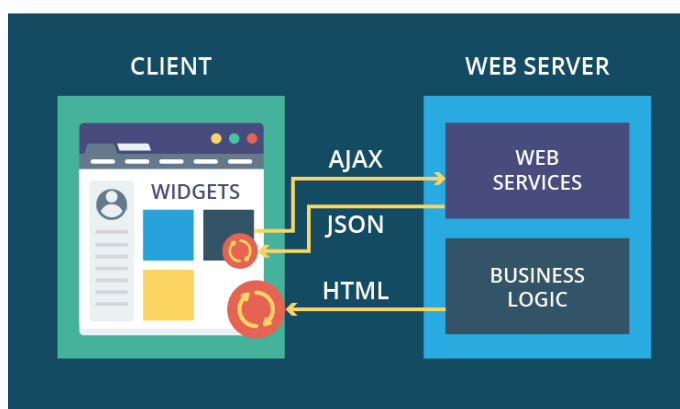 CLIENT
WEB SERVER
WIDGETS
AJAX
JSON
HTML
WEB
SERVICES
BUSINESS
LOGIC